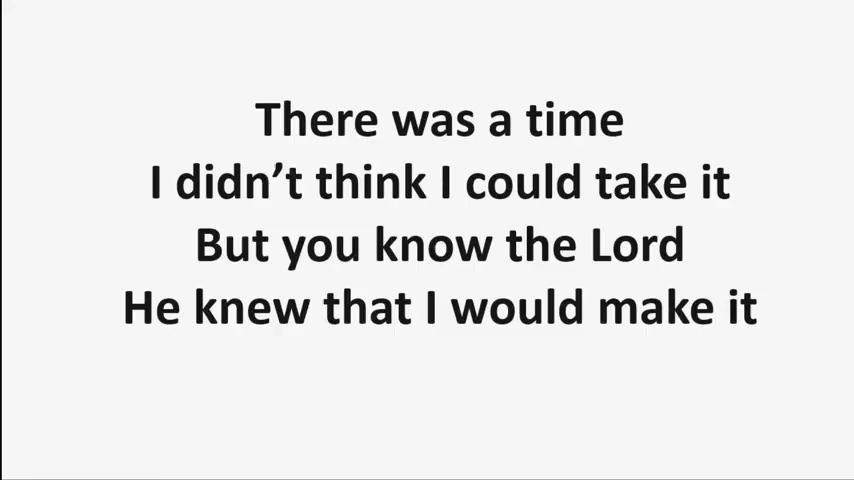 There was a time
I didn’t think I could take it
But you know the Lord
He knew that I would make it